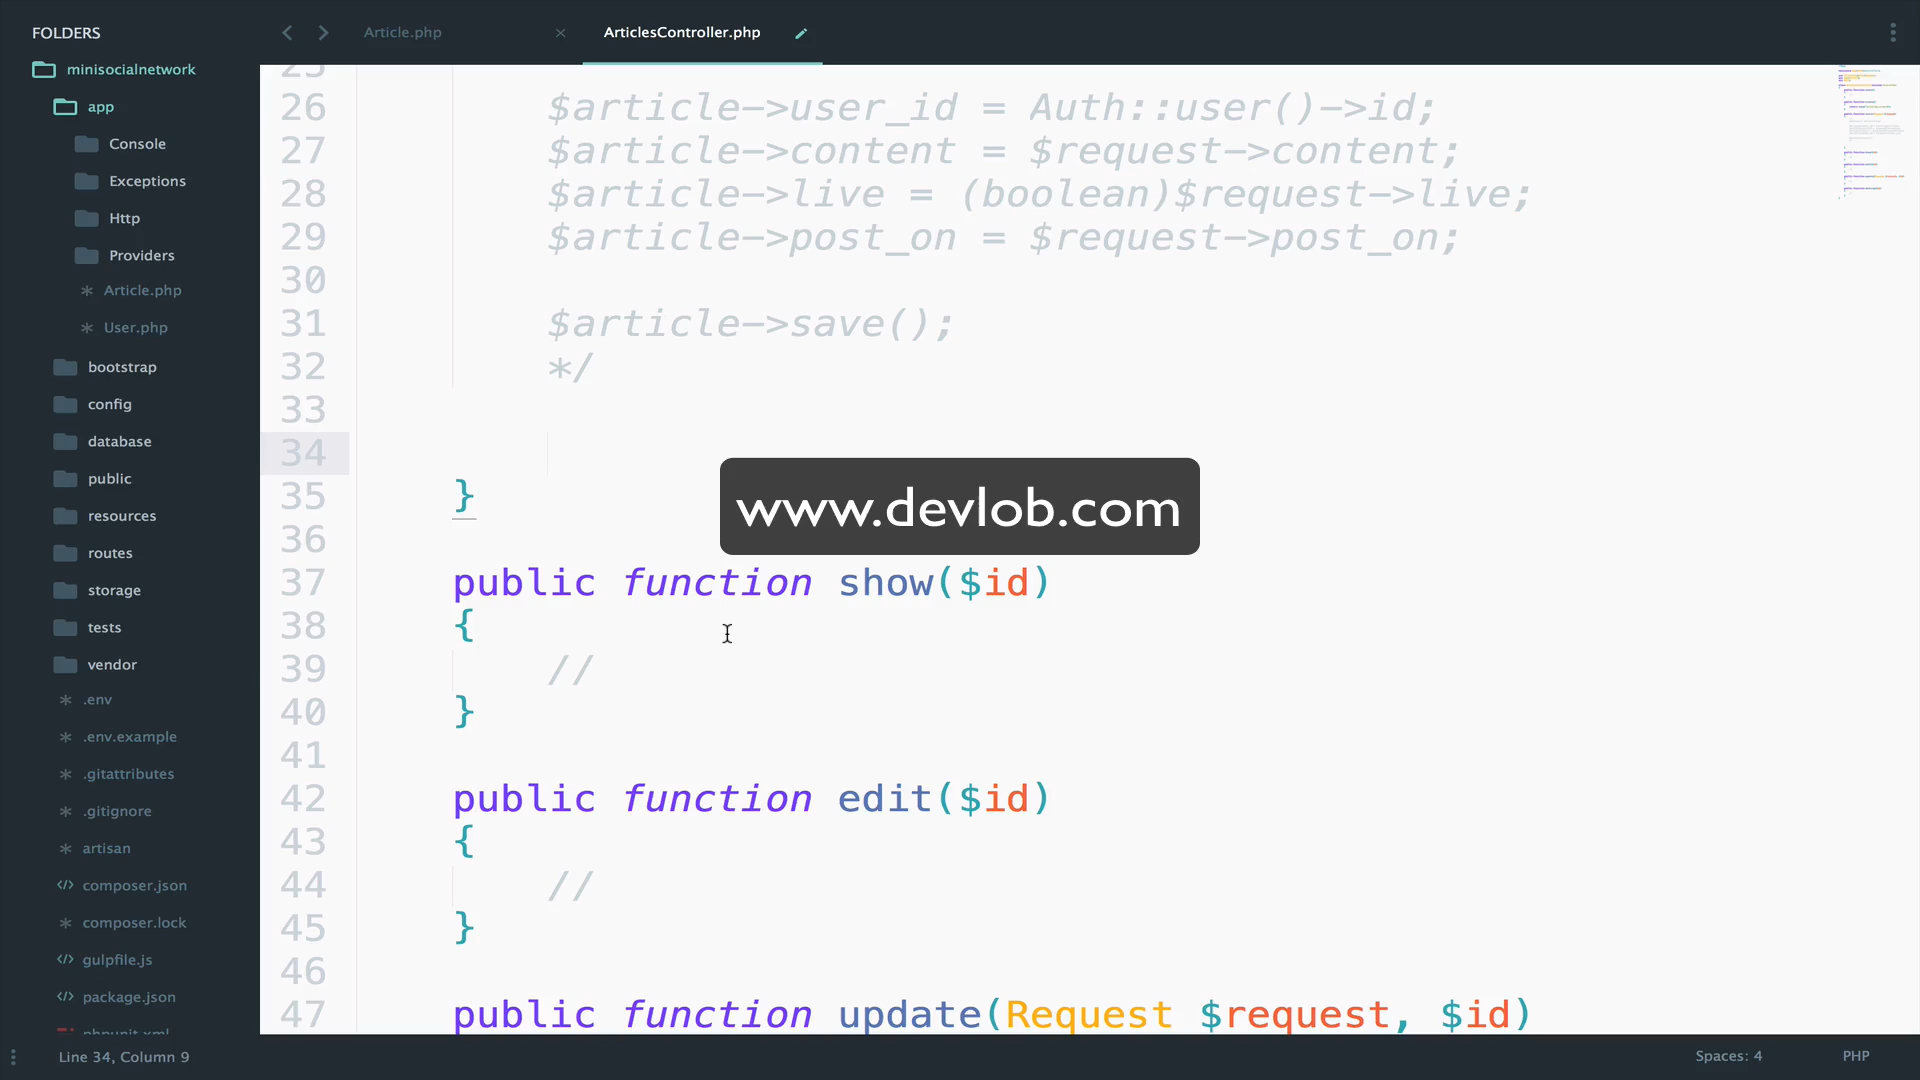 FOLDERS
minisocialnetwork
app
Console
Exceptions
Http
Providers
Article.php
User.php
bootstrap
config
database
public
resources
routes
storage
tests
vendor
.env
.env.example
.gitattributes
.gitignore
artisan
composer.json
composer.lock
gulpfile.js
package.json
phpunit.xml
Article.php
ArticlesController.php
25
26 $article->user_id = Auth::user()->id;
27 $article->content = $request->content;
28 $article->live = (boolean)$request->live;
29 $article->post_on = $request->post_on;
30
31 $article->save();
32 */
33
34
35 }
www.devlob.com
36
37 public function show($id)
38 {
39 //
40 }
41
42 public function edit($id)
43 {
44 //
45 }
46
47 public function update(Request $request, $id)
Line 34, Column 9
Spaces: 4
PHP